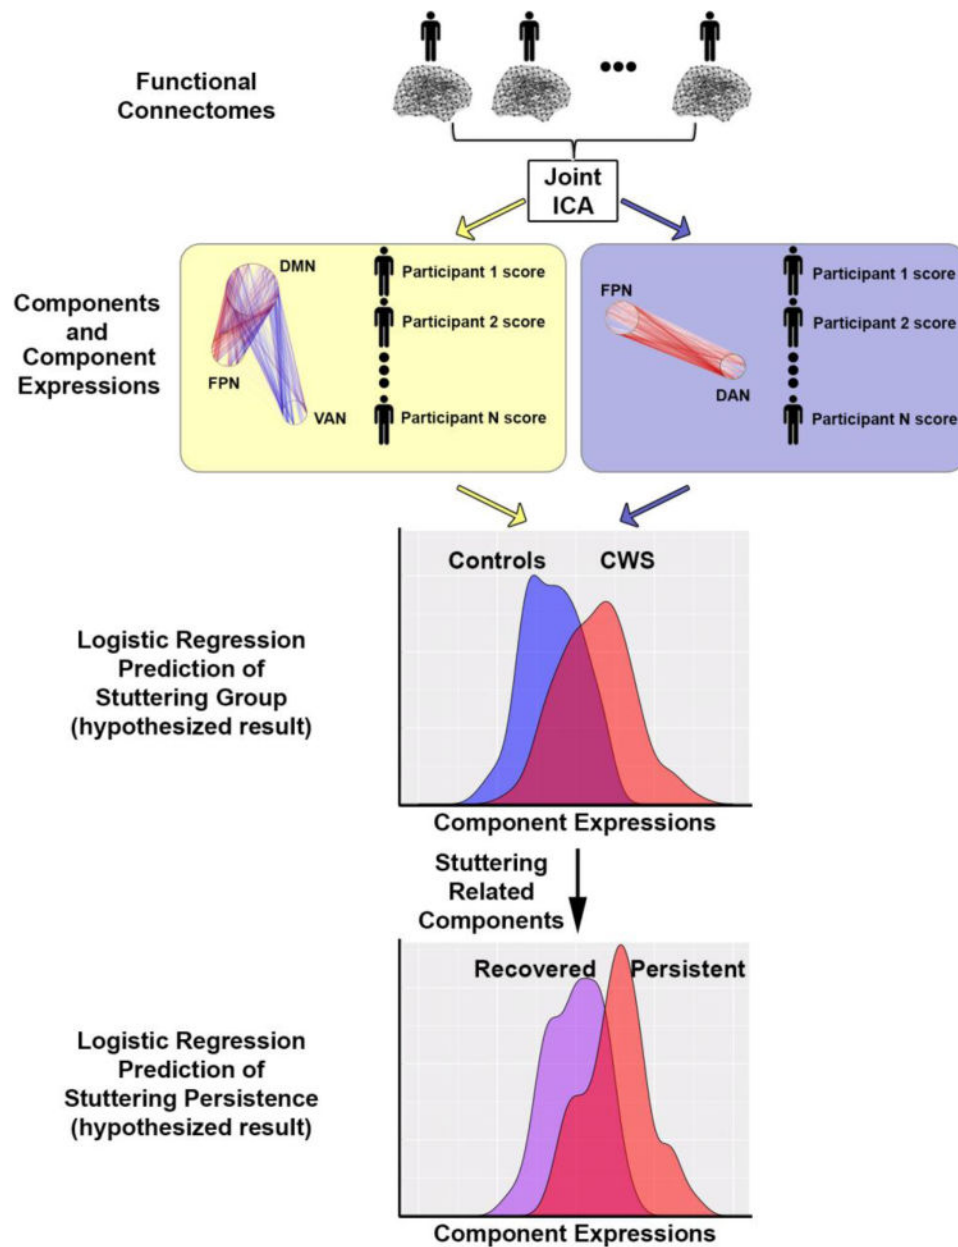 Functional
Connectomes
Joint
ICA
Components
and
Component
Expressions
DMN
FPN
VAN
Participant 1 score
Participant 2 score
Participant N score
FPN
DAN
Participant 1 score
Participant 2 score
Participant N score
Logistic Regression
Prediction of
Stuttering Group
(hypothesized result)
Controls
CWS
Component Expressions
Stuttering
Related
Components
Logistic Regression
Prediction of
Stuttering Persistence
(hypothesized result)
Recovered
Persistent
Component Expressions